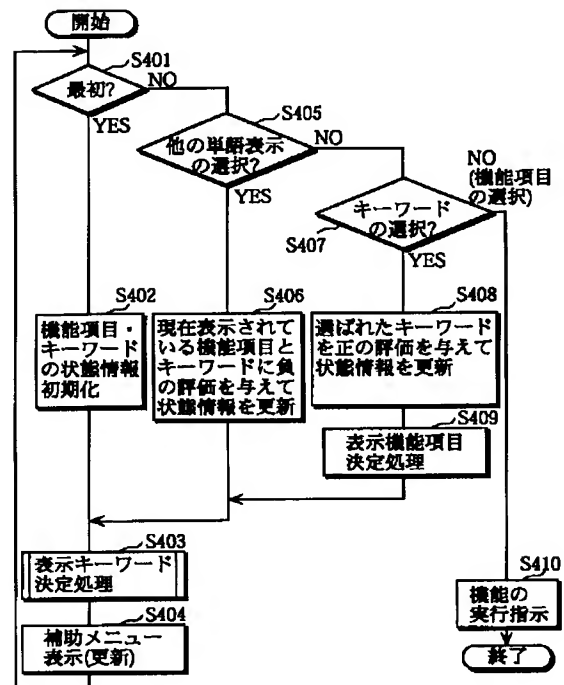 開始
S401
最初?
NO
YES
S405
他の単語表示
の選択?
NO
YES
NO
(機能項目
の選択)
キーワード
の選択?
S407
YES
S402
機能項目・
キーワード
の状態情報
初期化
S406
現在表示されて
いる機能項目と
キーワードに負
の評価を与えて
状態情報を更新
S408
選ばれたキーワード
を正の評価を与えて
状態情報を更新
S409
表示機能項目
決定処理
S403
表示キーワード
決定処理
S404
補助メニュー
表示(更新)
S410
機能の
実行指示
終了